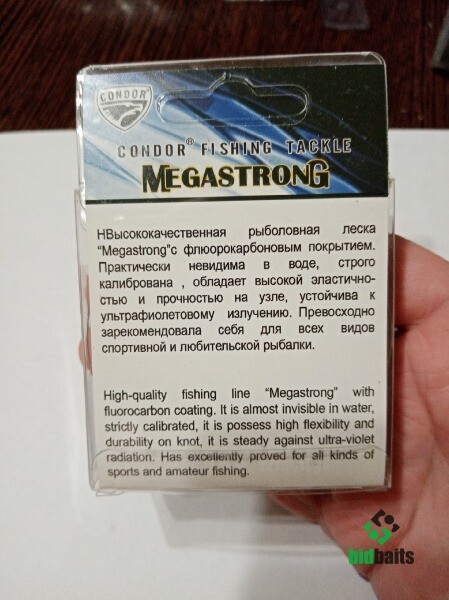 CONDOR
CONDOR® FISHING TACKLE
MEGASTRONG
НВысококачественная рыболовная леска
“Megastrong”с флюорокарбоновым покрытием.
Практически невидима в воде, строго
калибрована , обладает высокой эластично-
стью и прочностью на узле, устойчива к
ультрафиолетовому излучению. Превосходно
зарекомендовала себя для всех видов
спортивной и любительской рыбалки.
High-quality fishing line “Megastrong” with
fluorocarbon coating. It is almost invisible in water,
strictly calibrated, it is possess high flexibility and
durability on knot, it is steady against ultra-violet
radiation. Has excellently proved for all kinds of
sports and amateur fishing.
bidbaits